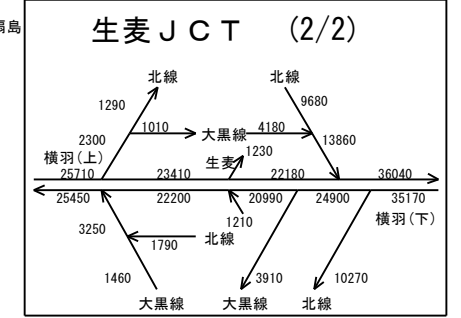 扇島
生麦ＪＣＴ (2/2)
北線 北線
1290 9680
1010 大黒線 4180
2300 13860
横羽(上) 生麦 1230
25710 23410 22180 36040
25450 22200 20990 24900 35170
1210 横羽(下)
3250 1790 北線
1460 3910 10270
大黒線 大黒線 北線